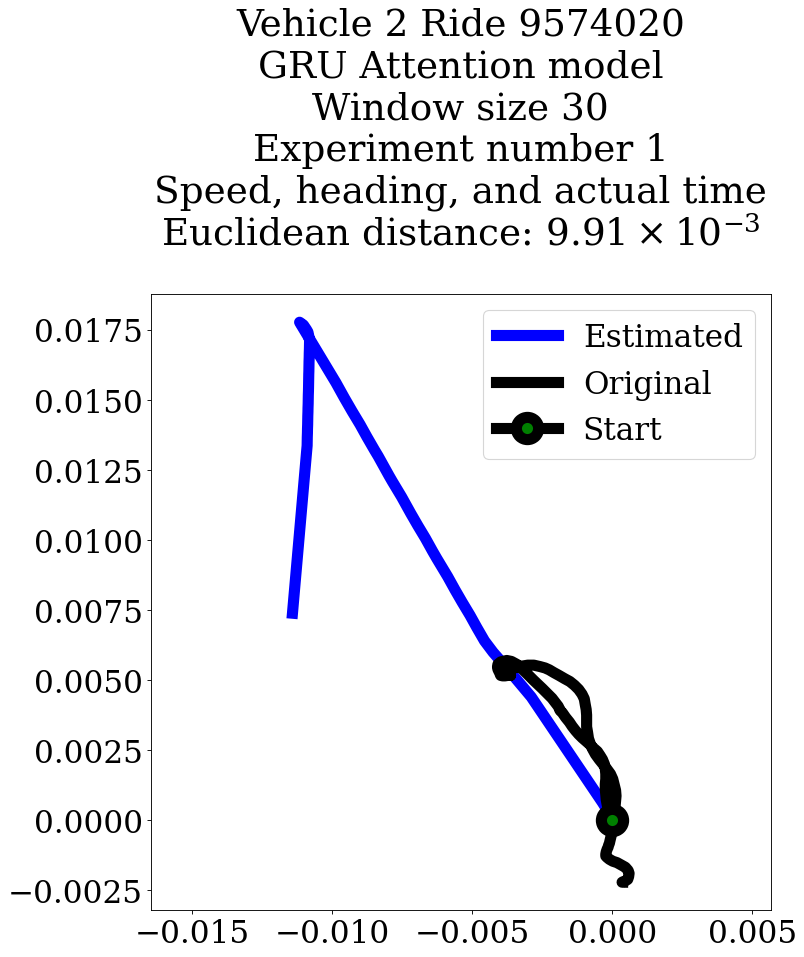 Vehicle 2 Ride 9574020
GRU Attention model
Window size 30
Experiment number 1
Speed, heading, and actual time
Euclidean distance: 9.91 × 10⁻³
Estimated
Original
Start
0.0175
0.0150
0.0125
0.0100
0.0075
0.0050
0.0025
0.0000
−0.0025
−0.015 −0.010 −0.005 0.000 0.005